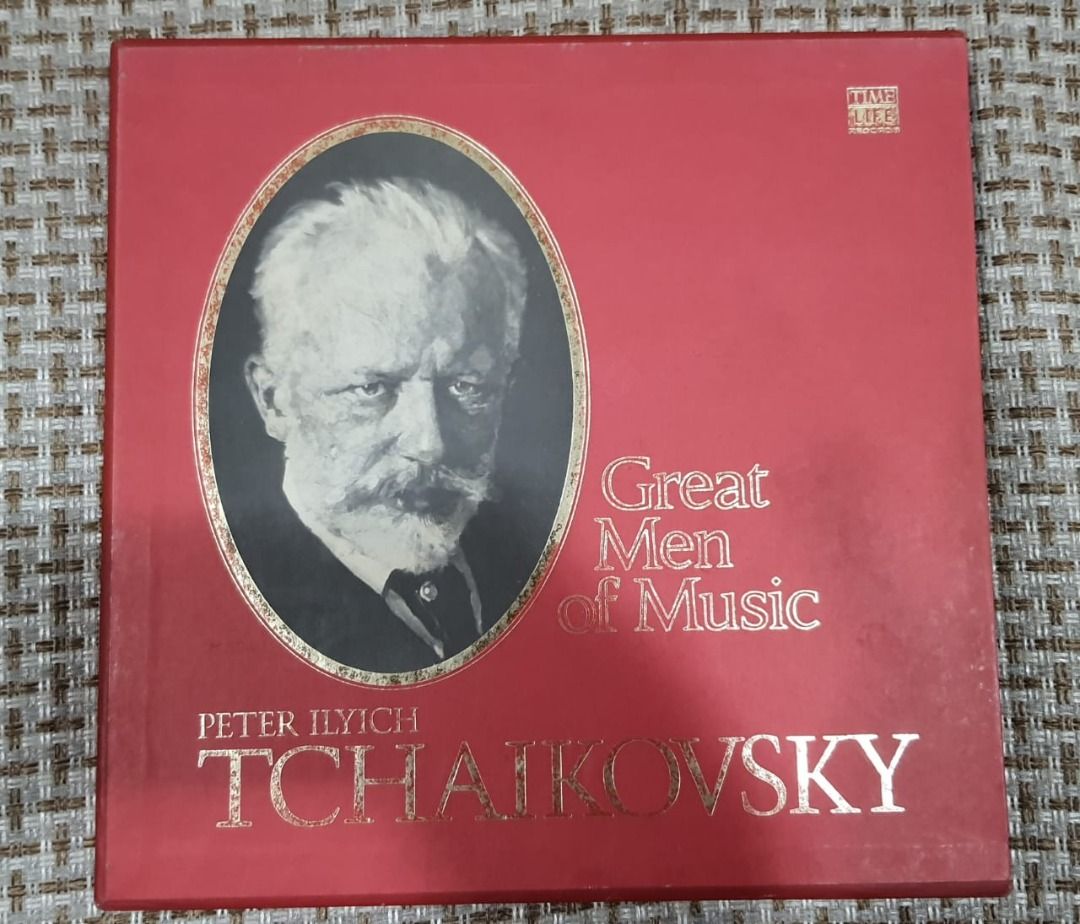 TIME
LIFE
RECORDS
Great
Men
of Music
PETER ILYICH
TCHAIKOVSKY